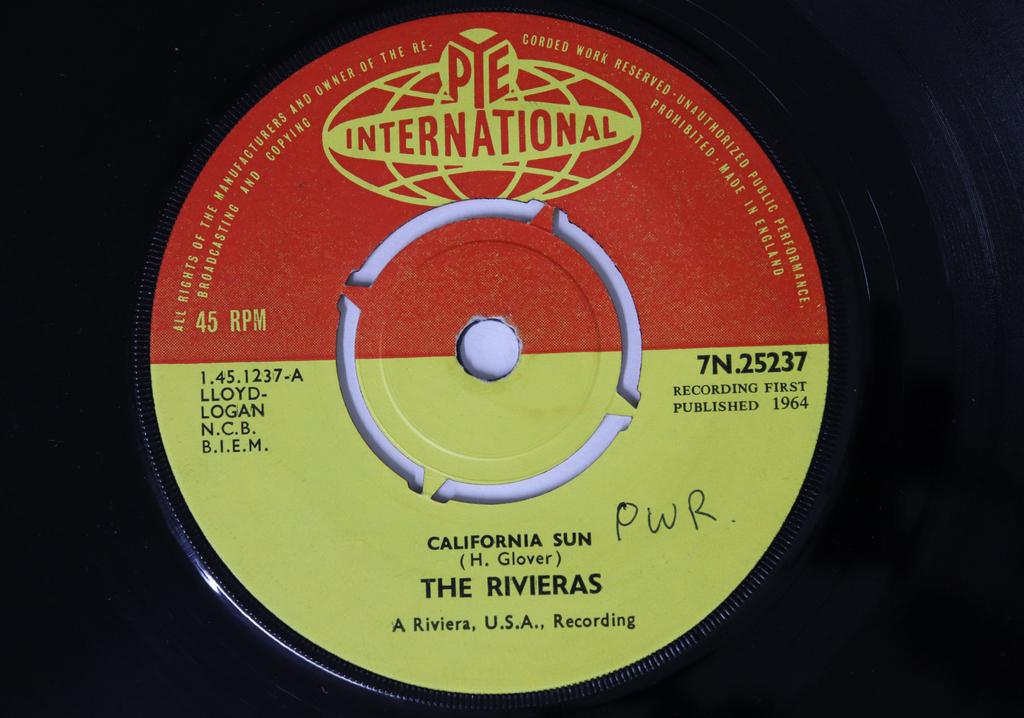 ALL RIGHTS OF THE MANUFACTURERS AND OWNER OF THE RE- CORDED WORK RESERVED·UNAUTHORIZED PUBLIC PERFORMANCE,
BROADCASTING AND COPYING PROHIBITED: MADE IN ENGLAND
PYE
INTERNATIONAL
45 RPM
7N.25237
RECORDING FIRST
PUBLISHED 1964
1.45.1237-A
LLOYD-
LOGAN
N.C.B.
B.I.E.M.
PWR.
CALIFORNIA SUN
(H. Glover)
THE RIVIERAS
A Riviera, U.S.A., Recording